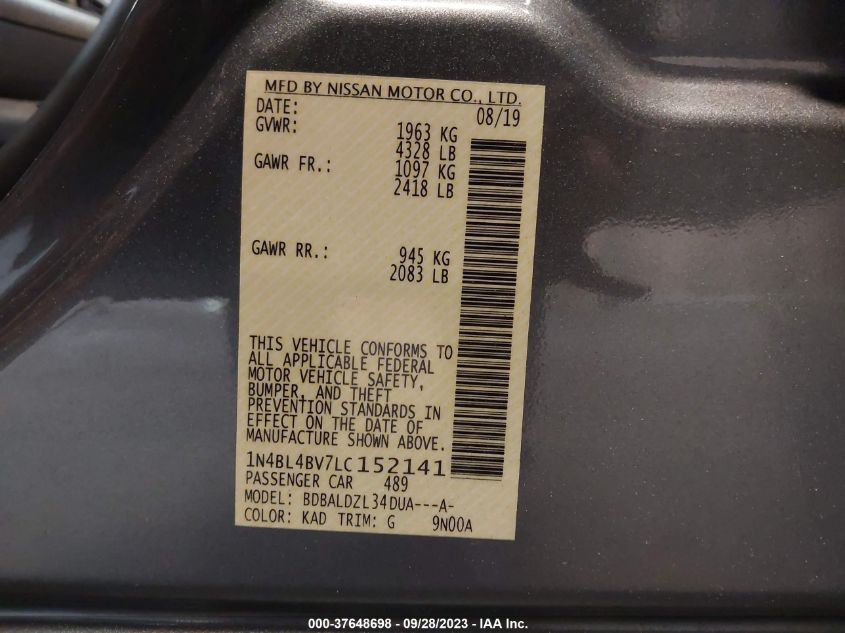 MFD BY NISSAN MOTOR CO., LTD.
DATE: 08/19
GVWR: 1963 KG
4328 LB
GAWR FR.: 1097 KG
2418 LB
GAWR RR.: 945 KG
2083 LB
THIS VEHICLE CONFORMS TO
ALL APPLICABLE FEDERAL
MOTOR VEHICLE SAFETY,
BUMPER, AND THEFT
PREVENTION STANDARDS IN
EFFECT ON THE DATE OF
MANUFACTURE SHOWN ABOVE.
1N4BL4BV7LC152141
PASSENGER CAR 489
MODEL: BDBALDZL34DUA---A-
COLOR: KAD TRIM: G 9N00A
000-37648698 - 09/28/2023 - IAA Inc.